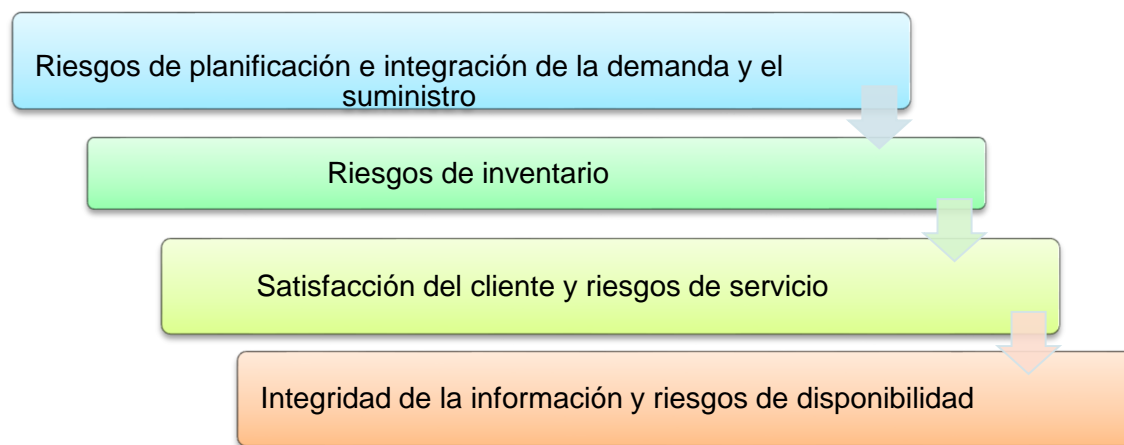 Riesgos de planificación e integración de la demanda y el
suministro
Riesgos de inventario
Satisfacción del cliente y riesgos de servicio
Integridad de la información y riesgos de disponibilidad